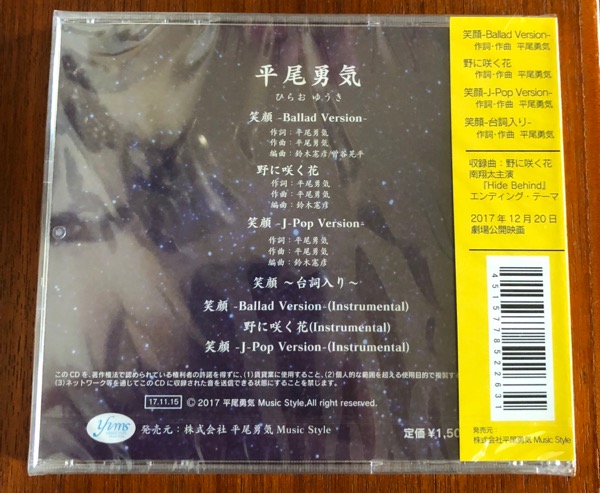 平尾勇気
ひらお ゆうき
笑顔 -Ballad Version-
作詞:平尾勇気
作曲:平尾勇気
編曲:鈴木憲彦/曽谷晃平
野に咲く花
作詞:平尾勇気
作曲:平尾勇気
編曲:鈴木憲彦
笑顔 -J-Pop Version-
作詞:平尾勇気
作曲:平尾勇気
編曲:鈴木憲彦
笑顔 ～台詞入り～
笑顔 -Ballad Version-(Instrumental)
野に咲く花(Instrumental)
笑顔 -J-Pop Version-(Instrumental)
このCDを、著作権法で認められている権利者の許諾を得ずに、(1)賃貸業に使用すること、(2)個人的な範囲を超える使用目的で複製す
(3)ネットワーク等を通じてこのCDに収録された音を送信できる状態にすることを禁じます。
17.11.15 © 2017 平尾勇気 Music Style.All right reserved.
発売元:株式会社 平尾勇気 Music Style
定価 ¥1,50
笑顔-Ballad Version-
作詞・作曲 平尾勇気
野に咲く花
作詞・作曲 平尾勇気
笑顔-J-Pop Version-
作詞・作曲 平尾勇気
笑顔-台詞入り-
作詞・作曲 平尾勇気
収録曲:野に咲く花
南翔太主演
『Hide Behind』
エンディング・テーマ
2017年12月20日
劇場公開映画
4515778522631
発売元:
株式会社平尾勇気 Music Style